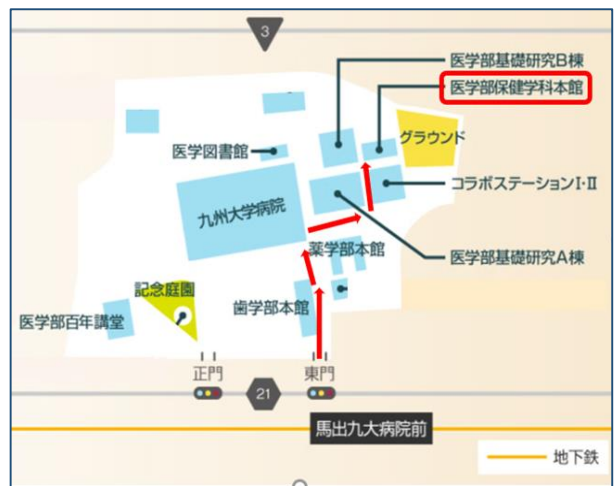 3
医学部基礎研究B棟
医学部保健学科本館
グラウンド
医学図書館
コラボステーションⅠ・Ⅱ
九州大学病院
薬学部本館
医学部基礎研究A棟
記念庭園
歯学部本館
医学部百年講堂
正門
東門
21
馬出九大病院前
地下鉄